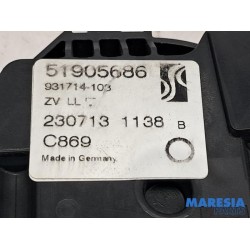 51905686
931714-103
ZV LL
230713 1138 B
C869
Made in Germany
MARESIA